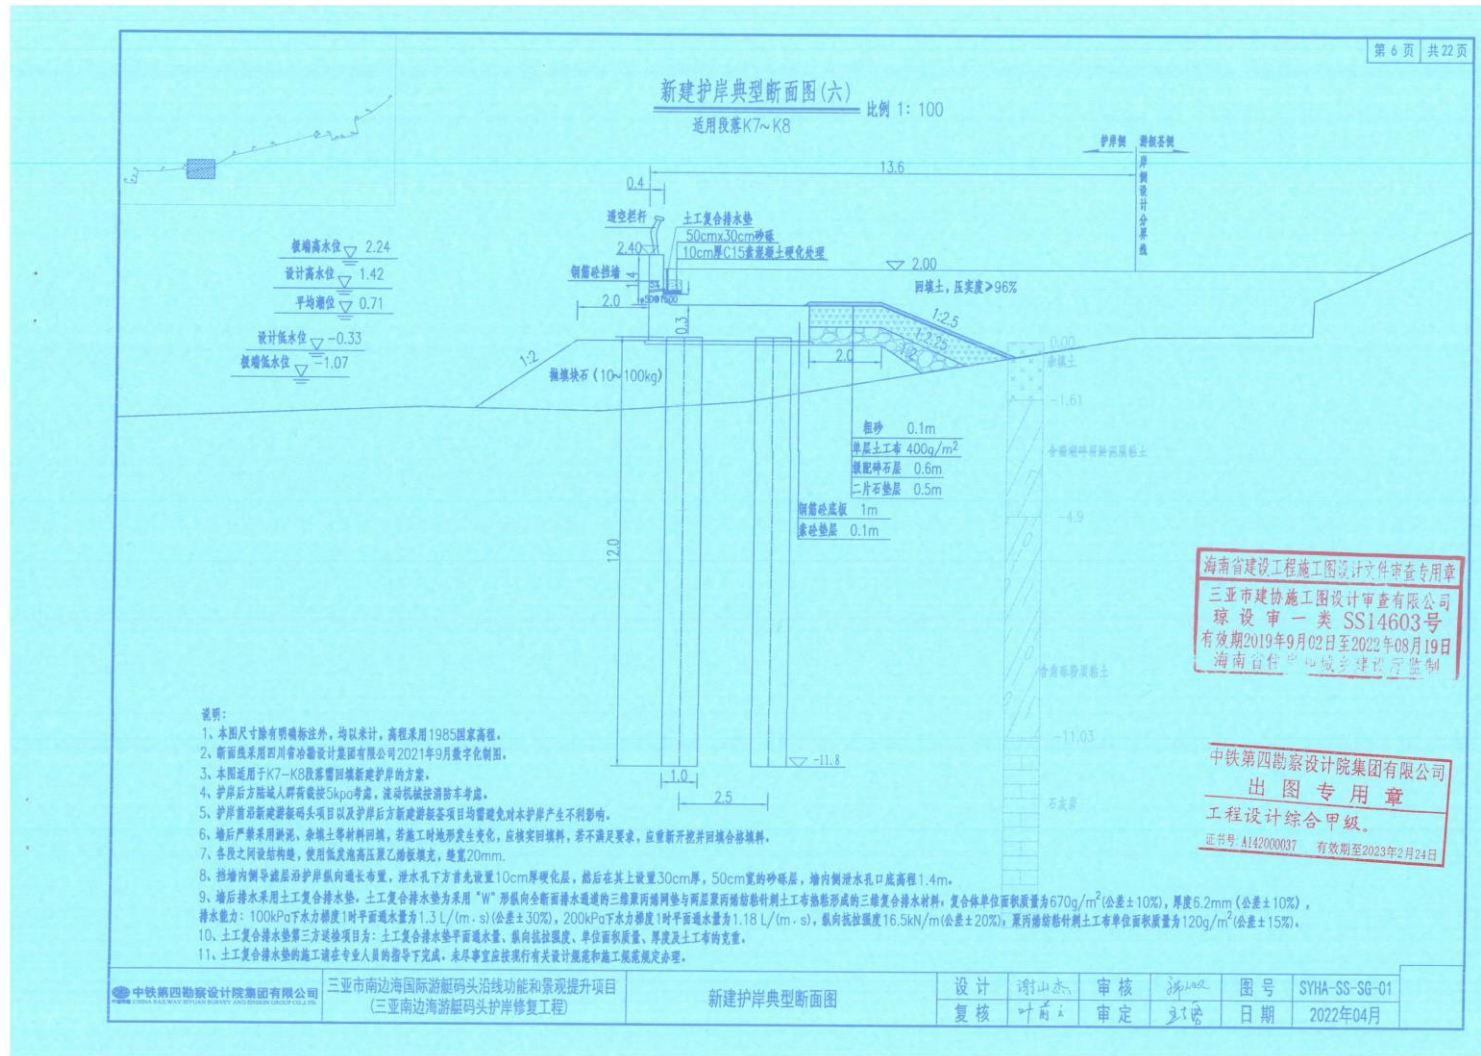 第 6 页 共22页
新建护岸典型断面图(六) 比例 1: 100
适用段落K7~K8
护岸侧 游艇荟侧
岸侧设计分界线
13.6
0.4
透空栏杆
土工复合排水垫
50cmx30cm砂砾
10cm厚C15素混凝土硬化处理
2.40
2.00
回填土，压实度≥96%
钢筋砼挡墙
1.4
2.0
0.3
极端高水位 2.24
设计高水位 1.42
平均潮位 0.71
设计低水位 -0.33
极端低水位 -1.07
1:2
抛填块石 (10~100kg)
1:2.5
1:2.25
1:2
2.0
0.00
杂填土
-1.61
粗砂 0.1m
单层土工布 400g/m²
级配碎石层 0.6m
二片石垫层 0.5m
钢筋砼底板 1m
素砼垫层 0.1m
-4.9
12.0
-11.03
-11.8
石灰岩
1.0
2.5
海南省建设工程施工图设计文件审查专用章
三亚市建协施工图设计审查有限公司
琼设审一类 SS14603号
有效期2019年9月02日至2022年08月19日
海南省住房和城乡建设厅监制
中铁第四勘察设计院集团有限公司
出图专用章
工程设计综合甲级。
证书号: A142000037 有效期至2023年2月24日
说明:
1、本图尺寸除有明确标注外，均以米计，高程采用1985国家高程。
2、断面线采用四川省冶勘设计集团有限公司2021年9月数字化制图。
3、本图适用于K7-K8段落需回填新建护岸的方案。
4、护岸后方陆域人群荷载按5kpa考虑，流动机械按消防车考虑。
5、护岸前沿新建游艇码头项目以及护岸后方新建游艇荟项目均需避免对本护岸产生不利影响。
6、墙后严禁采用淤泥、杂填土等材料回填，若施工时地形发生变化，应核实回填料，若不满足要求，应重新开挖并回填合格填料。
7、各段之间设结构缝，使用低发泡高压聚乙烯板填充，缝宽20mm.
8、挡墙内侧导滤层沿护岸纵向通长布置，泄水孔下方首先设置10cm厚硬化层，然后在其上设置30cm厚，50cm宽的砂砾层，墙内侧泄水孔口底高程1.4m。
9、墙后排水采用土工复合排水垫。土工复合排水垫为采用 "W" 形纵向全断面排水通道的三维聚丙烯网垫与两层聚丙烯纺粘针刺土工布热粘形成的三维复合排水材料，复合体单位面积质量为670g/m²(公差±10%)，厚度6.2mm (公差±10%)，
排水能力: 100kPa下水力梯度1时平面通水量为1.3 L/(m·s)(公差±30%)，200kPa下水力梯度1时平面通水量为1.18 L/(m·s)，纵向抗拉强度16.5kN/m(公差±20%)，聚丙烯纺粘针刺土工布单位面积质量为120g/m²(公差±15%)。
10、土工复合排水垫第三方送检项目为: 土工复合排水垫平面通水量、纵向抗拉强度、单位面积质量、厚度及土工布的克重。
11、土工复合排水垫的施工请在专业人员的指导下完成。未尽事宜应按现行有关设计规范和施工规范规定办理。
中铁第四勘察设计院集团有限公司
三亚市南边海国际游艇码头沿线功能和景观提升项目
(三亚南边海游艇码头护岸修复工程)
新建护岸典型断面图
设计 谢山杰 审核 图号 SYHA-SS-SG-01
复核 审定 日期 2022年04月